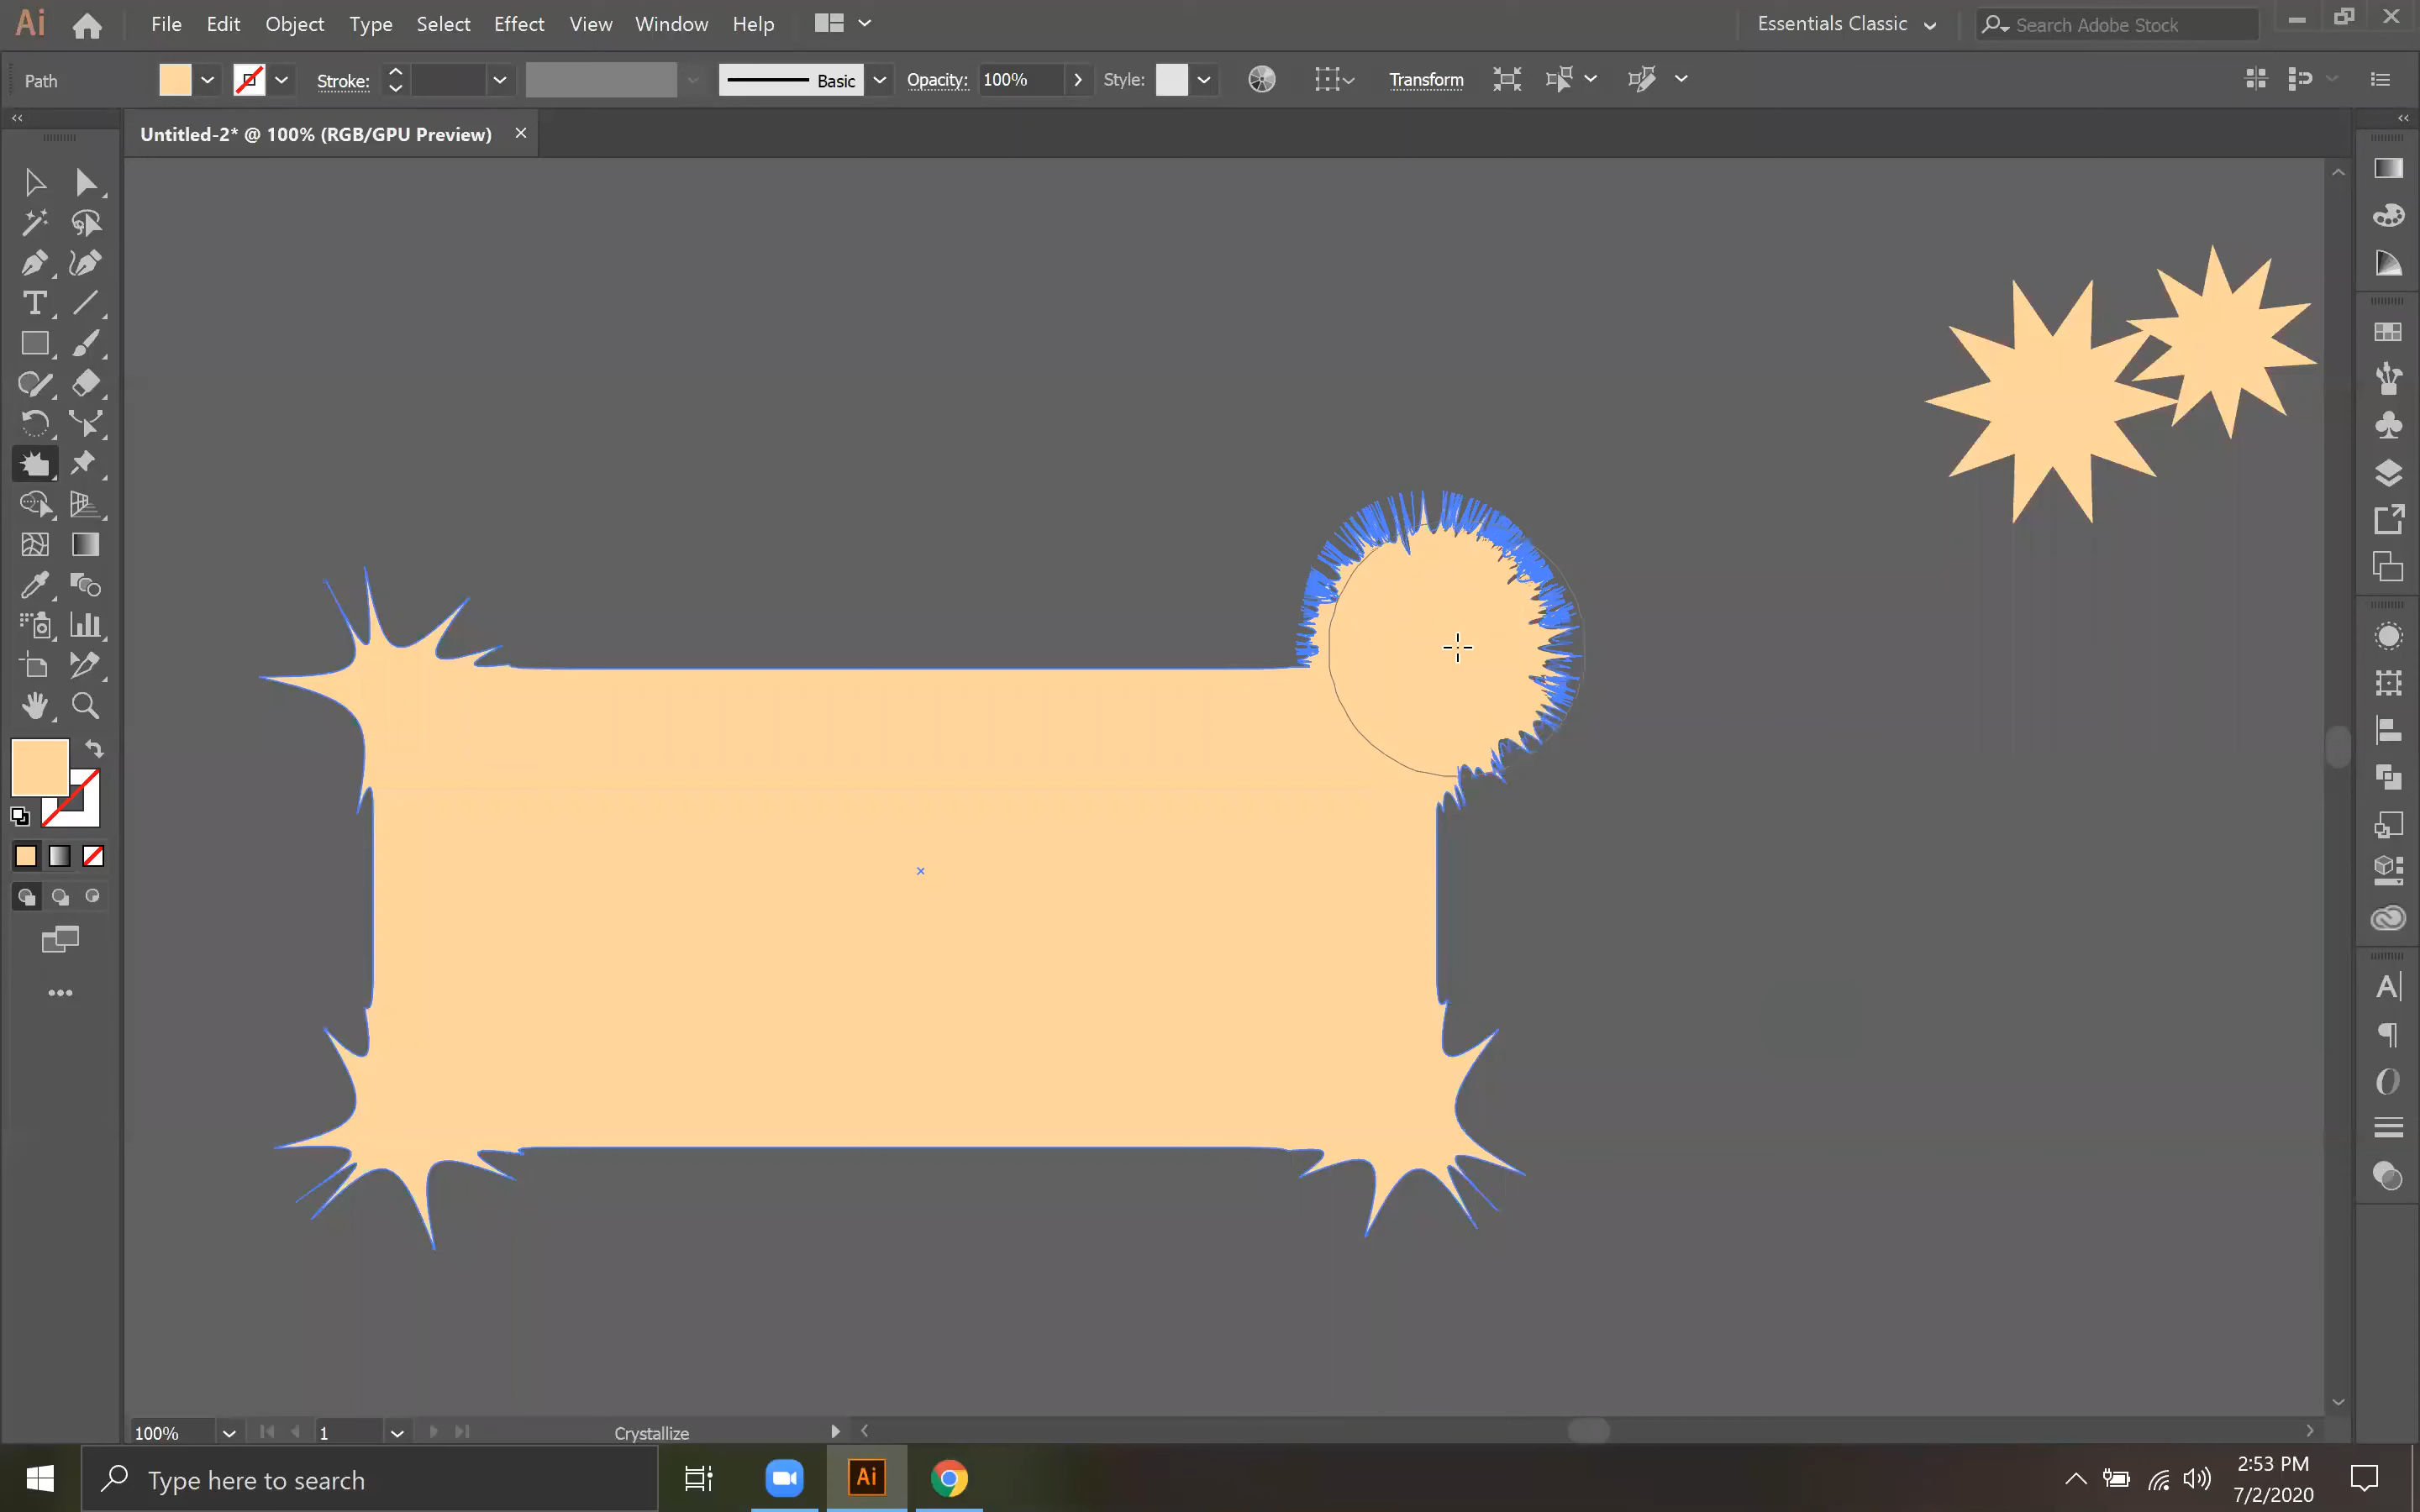 Ai File Edit Object Type Select Effect View Window Help Essentials Classic Search Adobe Stock
Path Stroke: Basic Opacity: 100% Style: Transform
Untitled-2* @ 100% (RGB/GPU Preview)
100% 1 Crystallize
Type here to search Ai 2:53 PM
7/2/2020